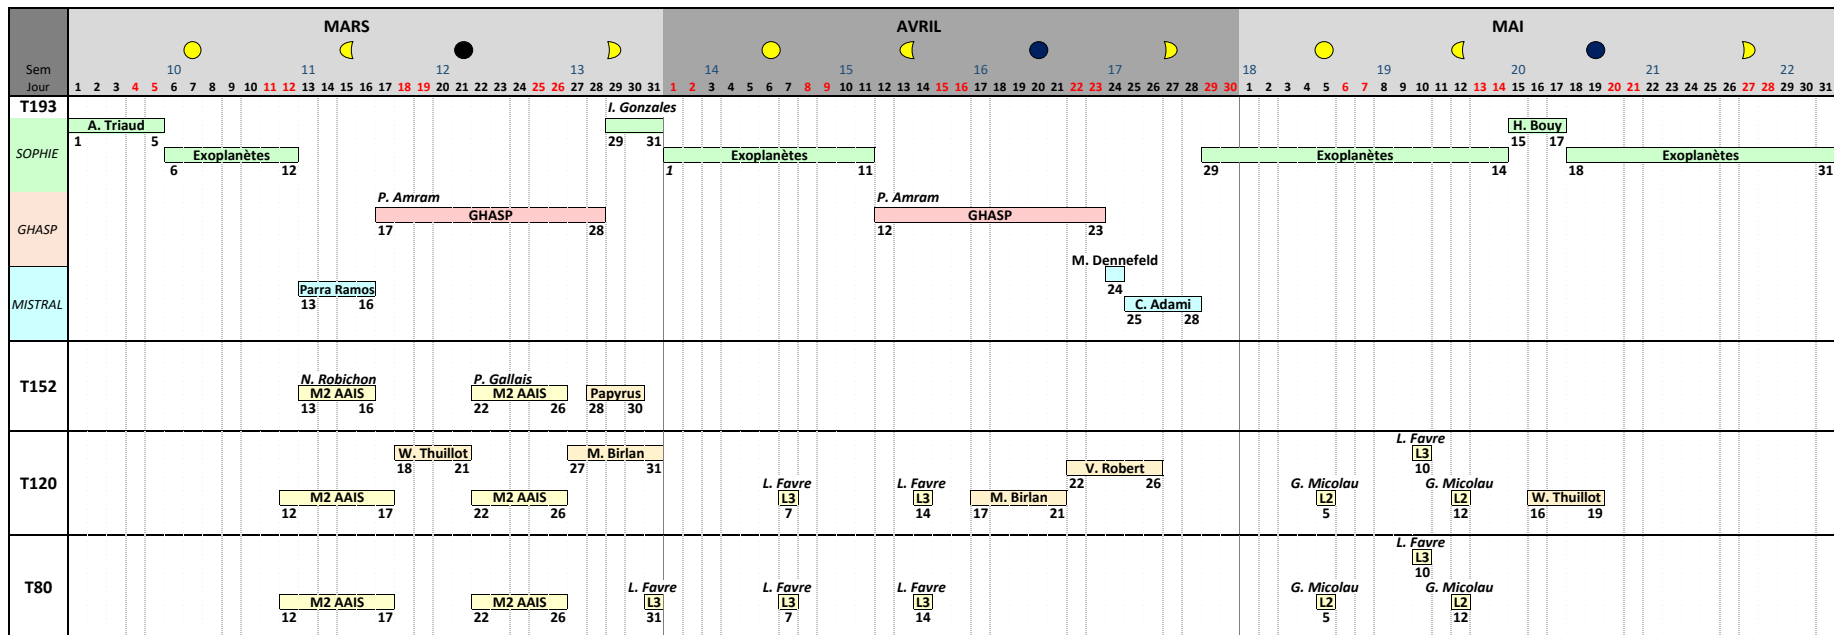 MARS AVRIL MAI
Sem 10 11 12 13 14 15 16 17 18 19 20 21 22
Jour 1 2 3 4 5 6 7 8 9 10 11 12 13 14 15 16 17 18 19 20 21 22 23 24 25 26 27 28 29 30 31 1 2 3 4 5 6 7 8 9 10 11 12 13 14 15 16 17 18 19 20 21 22 23 24 25 26 27 28 29 30 1 2 3 4 5 6 7 8 9 10 11 12 13 14 15 16 17 18 19 20 21 22 23 24 25 26 27 28 29 30 31
T193 I. Gonzales
A. Triaud H. Bouy
1 5 29 31 15 17
SOPHIE Exoplanètes Exoplanètes Exoplanètes Exoplanètes
6 12 1 11 29 14 18 31
P. Amram P. Amram
GHASP GHASP GHASP
17 28 12 23
M. Dennefeld
24
MISTRAL Parra Ramos C. Adami
13 16 25 28
N. Robichon P. Gallais
T152 M2 AAIS M2 AAIS Papyrus
13 16 22 26 28 30
L. Favre
W. Thuillot M. Birlan L3
18 21 27 31 10
V. Robert
22 26
T120 L. Favre L. Favre G. Micolau G. Micolau
M2 AAIS M2 AAIS L3 L3 M. Birlan L2 L2 W. Thuillot
12 17 22 26 7 14 17 21 5 12 16 19
L. Favre
L3
10
T80 L. Favre L. Favre L. Favre G. Micolau G. Micolau
M2 AAIS M2 AAIS L3 L3 L3 L2 L2
12 17 22 26 31 7 14 5 12